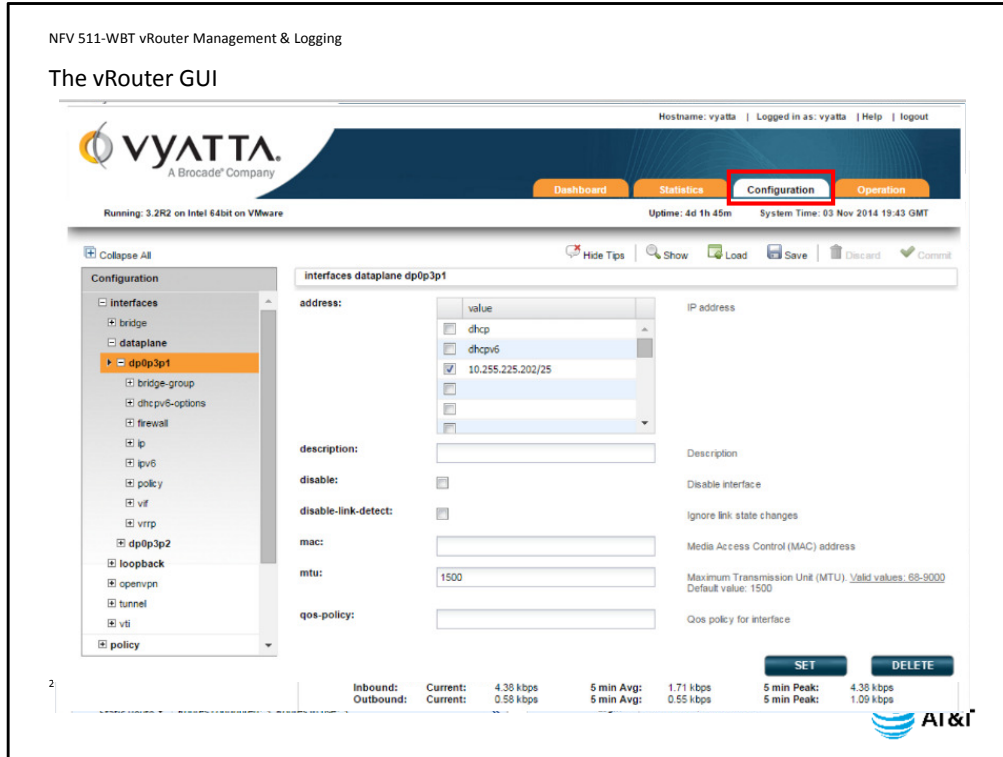 NFV 511-WBT vRouter Management & Logging
The vRouter GUI
Hostname: vyatta | Logged in as: vyatta | Help | logout
VYATTA.
A Brocade® Company
Dashboard Statistics Configuration Operation
Running: 3.2R2 on Intel 64bit on VMware Uptime: 4d 1h 45m System Time: 03 Nov 2014 19:43 GMT
Collapse All Hide Tips Show Load Save Discard Commit
Configuration
interfaces
bridge
dataplane
dp0p3p1
bridge-group
dhcpv6-options
firewall
ip
ipv6
policy
vif
vrrp
dp0p3p2
loopback
openvpn
tunnel
vti
policy
interfaces dataplane dp0p3p1
address: value IP address
dhcp
dhcpv6
10.255.225.202/25
description: Description
disable: Disable interface
disable-link-detect: Ignore link state changes
mac: Media Access Control (MAC) address
mtu: 1500 Maximum Transmission Unit (MTU). Valid values: 68-9000
Default value: 1500
qos-policy: Qos policy for interface
SET DELETE
2
Inbound: Current: 4.38 kbps 5 min Avg: 1.71 kbps 5 min Peak: 4.38 kbps
Outbound: Current: 0.58 kbps 5 min Avg: 0.55 kbps 5 min Peak: 1.09 kbps
AT&T